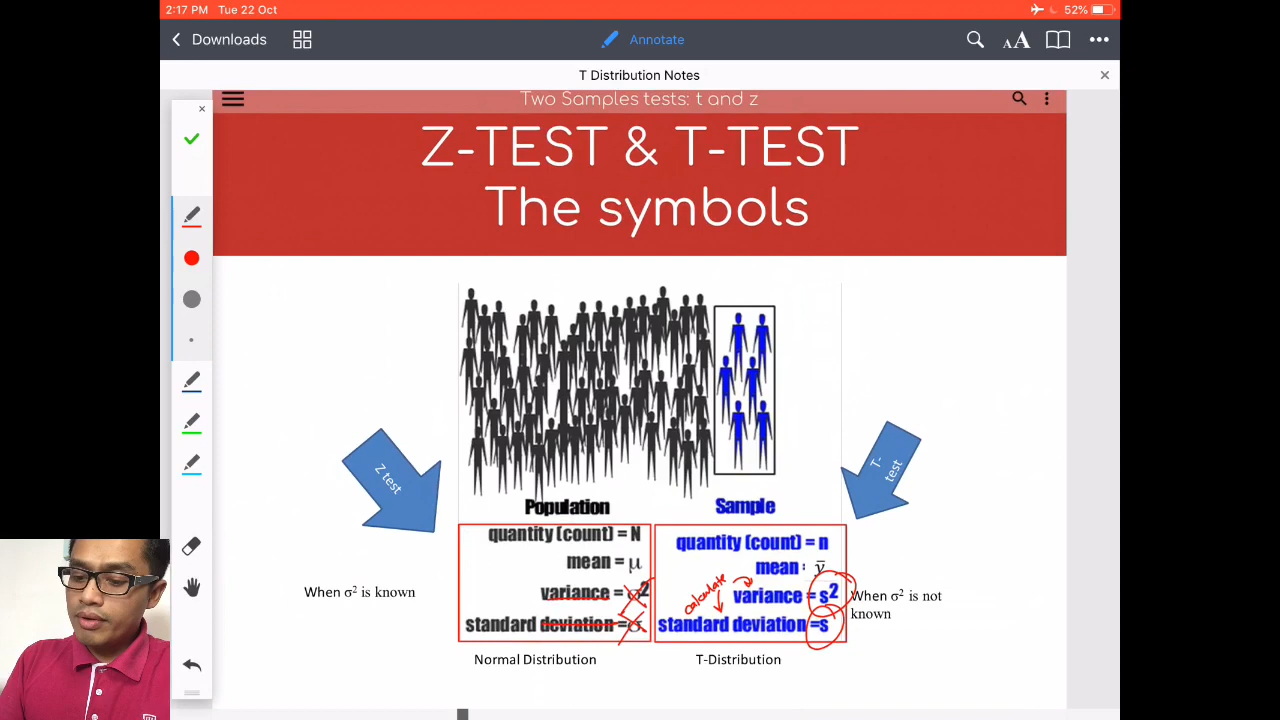 2:17 PM Tue 22 Oct
52%
Downloads
Annotate
AA
T Distribution Notes
Two Samples tests: t and z
Z-TEST & T-TEST
The symbols
Z test
T-
test
Population
Sample
quantity (count) = N
mean = μ
variance = σ2
standard deviation =σ
quantity (count) = n
mean
variance = s2
standard deviation =s
calculate
When σ² is known
When σ² is not
known
Normal Distribution
T-Distribution